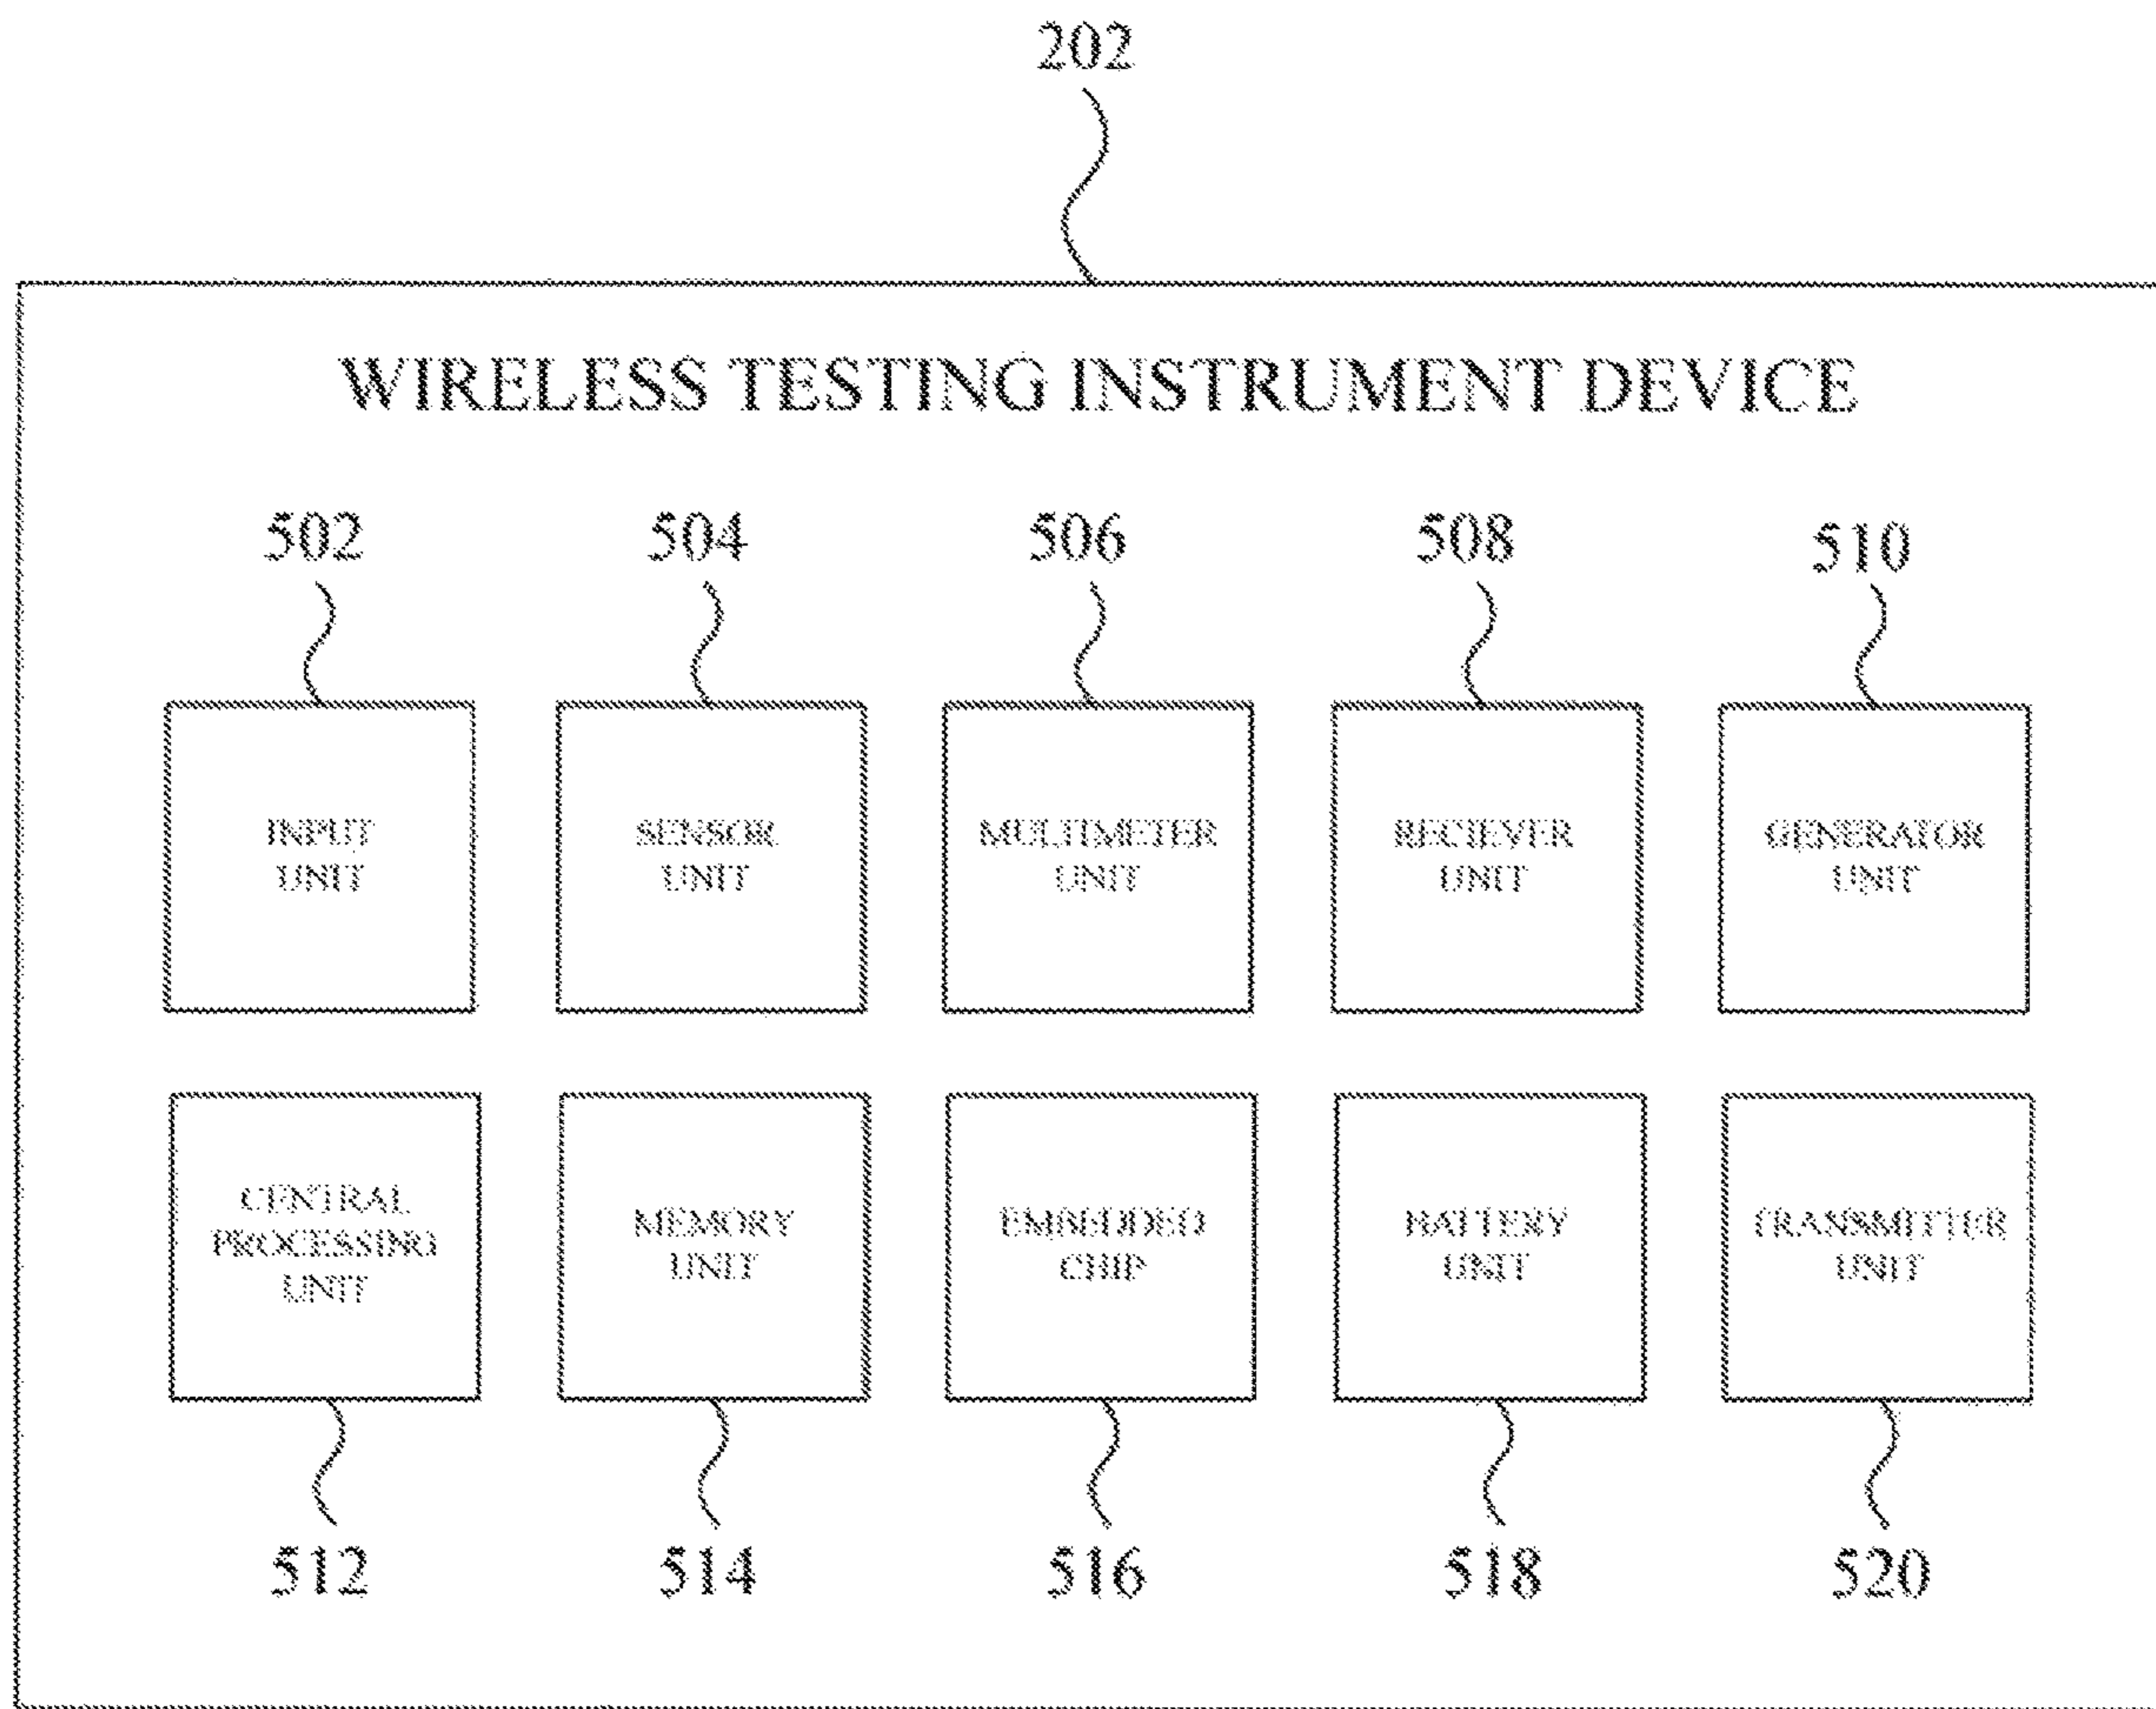 202
WIRELESS TESTING INSTRUMENT DEVICE
502
504
506
508
510
INPUT
UNIT
SENSOR
UNIT
MULTIMETER
UNIT
RECIEVER
UNIT
GENERATOR
UNIT
CENTRAL
PROCESSING
UNIT
MEMORY
UNIT
EMBEDDED
CHIP
BATTERY
UNIT
TRANSMITTER
UNIT
512
514
516
518
520